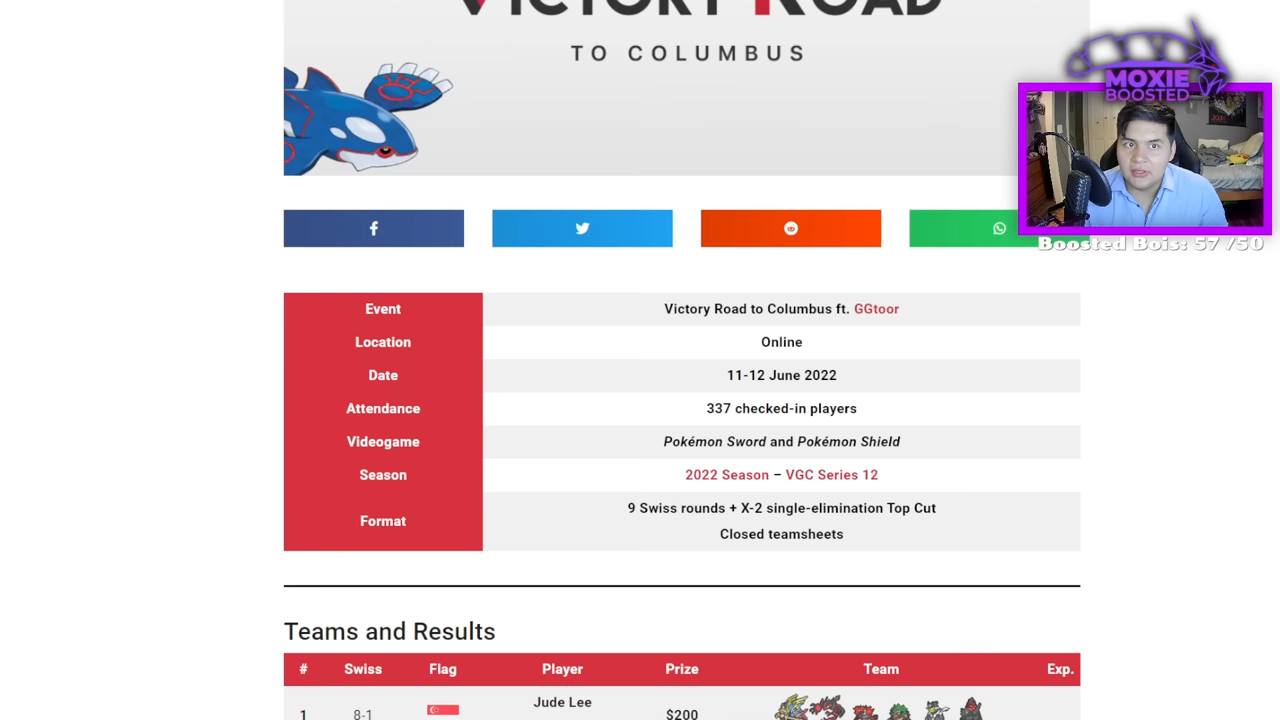 VICTORY ROAD
TO COLUMBUS
MOXIE
BOOSTED
Boosted Bois: 57 /50
Event
Victory Road to Columbus ft. GGtoor
Location
Online
Date
11-12 June 2022
Attendance
337 checked-in players
Videogame
Pokémon Sword and Pokémon Shield
Season
2022 Season – VGC Series 12
Format
9 Swiss rounds + X-2 single-elimination Top Cut
Closed teamsheets
Teams and Results
# Swiss Flag Player Prize Team Exp.
1 8-1 Jude Lee $200